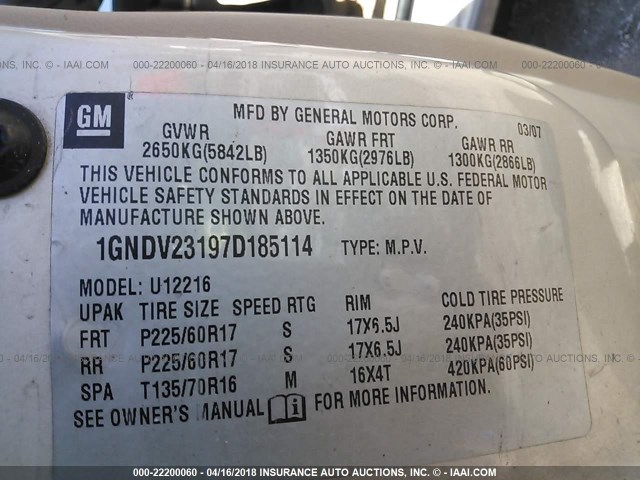 000-22200060 - 04/16/2018 INSURANCE AUTO AUCTIONS, INC. - IAAI.COM
GM ®
MFD BY GENERAL MOTORS CORP. 03/07
GVWR GAWR FRT GAWR RR
2650KG(5842LB) 1350KG(2976LB) 1300KG(2866LB)
THIS VEHICLE CONFORMS TO ALL APPLICABLE U.S. FEDERAL MOTOR
VEHICLE SAFETY STANDARDS IN EFFECT ON THE DATE OF
MANUFACTURE SHOWN ABOVE.
1GNDV23197D185114 TYPE: M.P.V.
MODEL: U12216
UPAK TIRE SIZE SPEED RTG RIM COLD TIRE PRESSURE
FRT P225/60R17 S 17X6.5J 240KPA(35PSI)
RR P225/60R17 S 17X6.5J 240KPA(35PSI)
SPA T135/70R16 M 16X4T 420KPA(60PSI)
SEE OWNER'S MANUAL FOR MORE INFORMATION.
000-22200060 - 04/16/2018 INSURANCE AUTO AUCTIONS, INC. - IAAI.COM